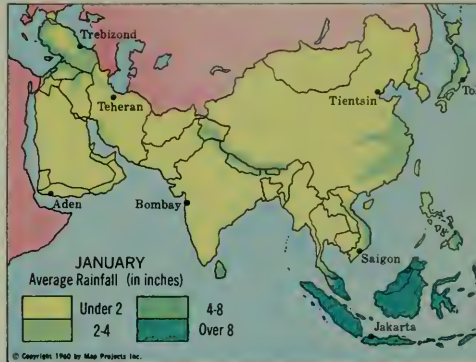 Trebizond
To
Teheran
Tientsin
Aden
Bombay
Saigon
JANUARY
Average Rainfall (in inches)
Under 2
4-8
2-4
Over 8
Jakarta
© Copyright 1960 by Map Projects Inc.